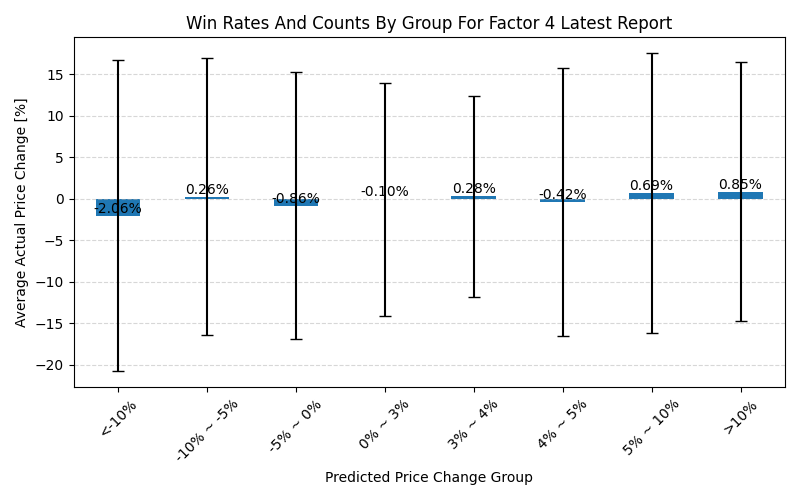 Win Rates And Counts By Group For Factor 4 Latest Report
Average Actual Price Change [%]
15
10
5
0
−5
−10
−15
−20
-2.06%
0.26%
-0.86%
-0.10%
0.28%
-0.42%
0.69%
0.85%
<-10%
-10% ~ -5%
-5% ~ 0%
0% ~ 3%
3% ~ 4%
4% ~ 5%
5% ~ 10%
>10%
Predicted Price Change Group